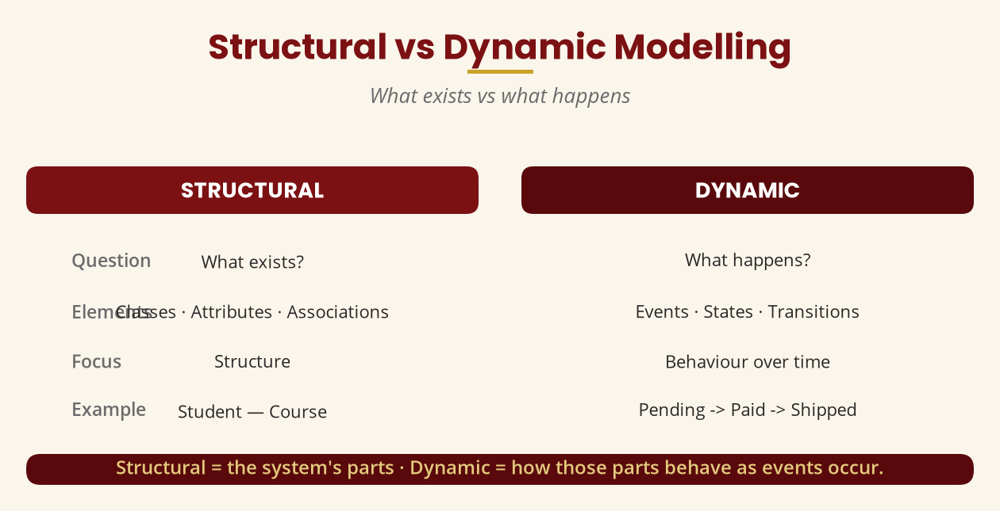 Structural vs Dynamic Modelling
What exists vs what happens
STRUCTURAL DYNAMIC
Question What exists? What happens?
Elements Classes · Attributes · Associations Events · States · Transitions
Focus Structure Behaviour over time
Example Student — Course Pending -> Paid -> Shipped
Structural = the system's parts · Dynamic = how those parts behave as events occur.